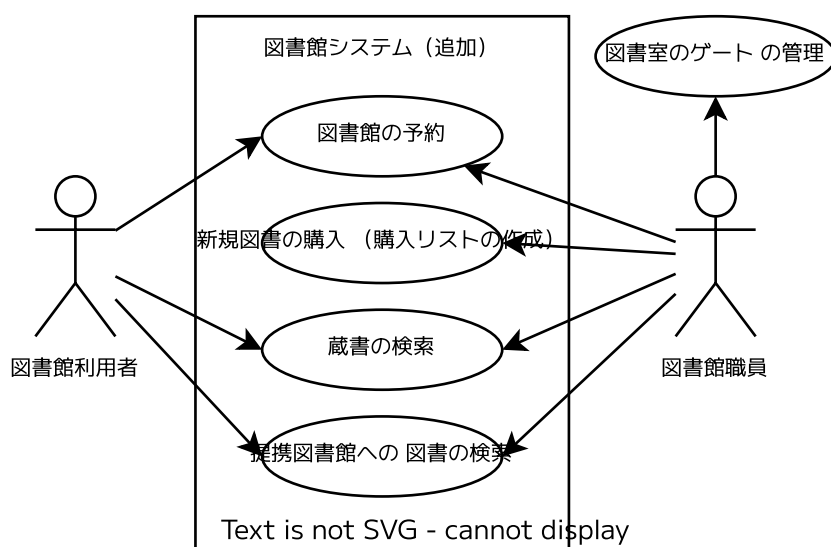 図書館システム（追加）
図書室のゲート の管理
図書館の予約
新規図書の購入 （購入リストの作成）
蔵書の検索
図書館利用者
図書館職員
提携図書館への 図書の検索
Text is not SVG - cannot display